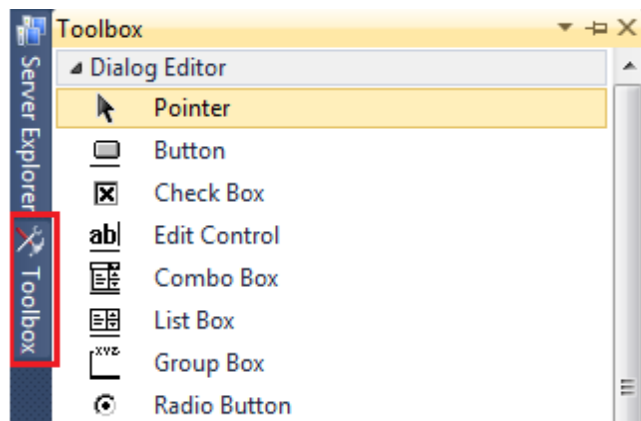 Toolbox
Server Explorer
Toolbox
Dialog Editor
Pointer
Button
Check Box
ab Edit Control
Combo Box
List Box
xyz Group Box
Radio Button